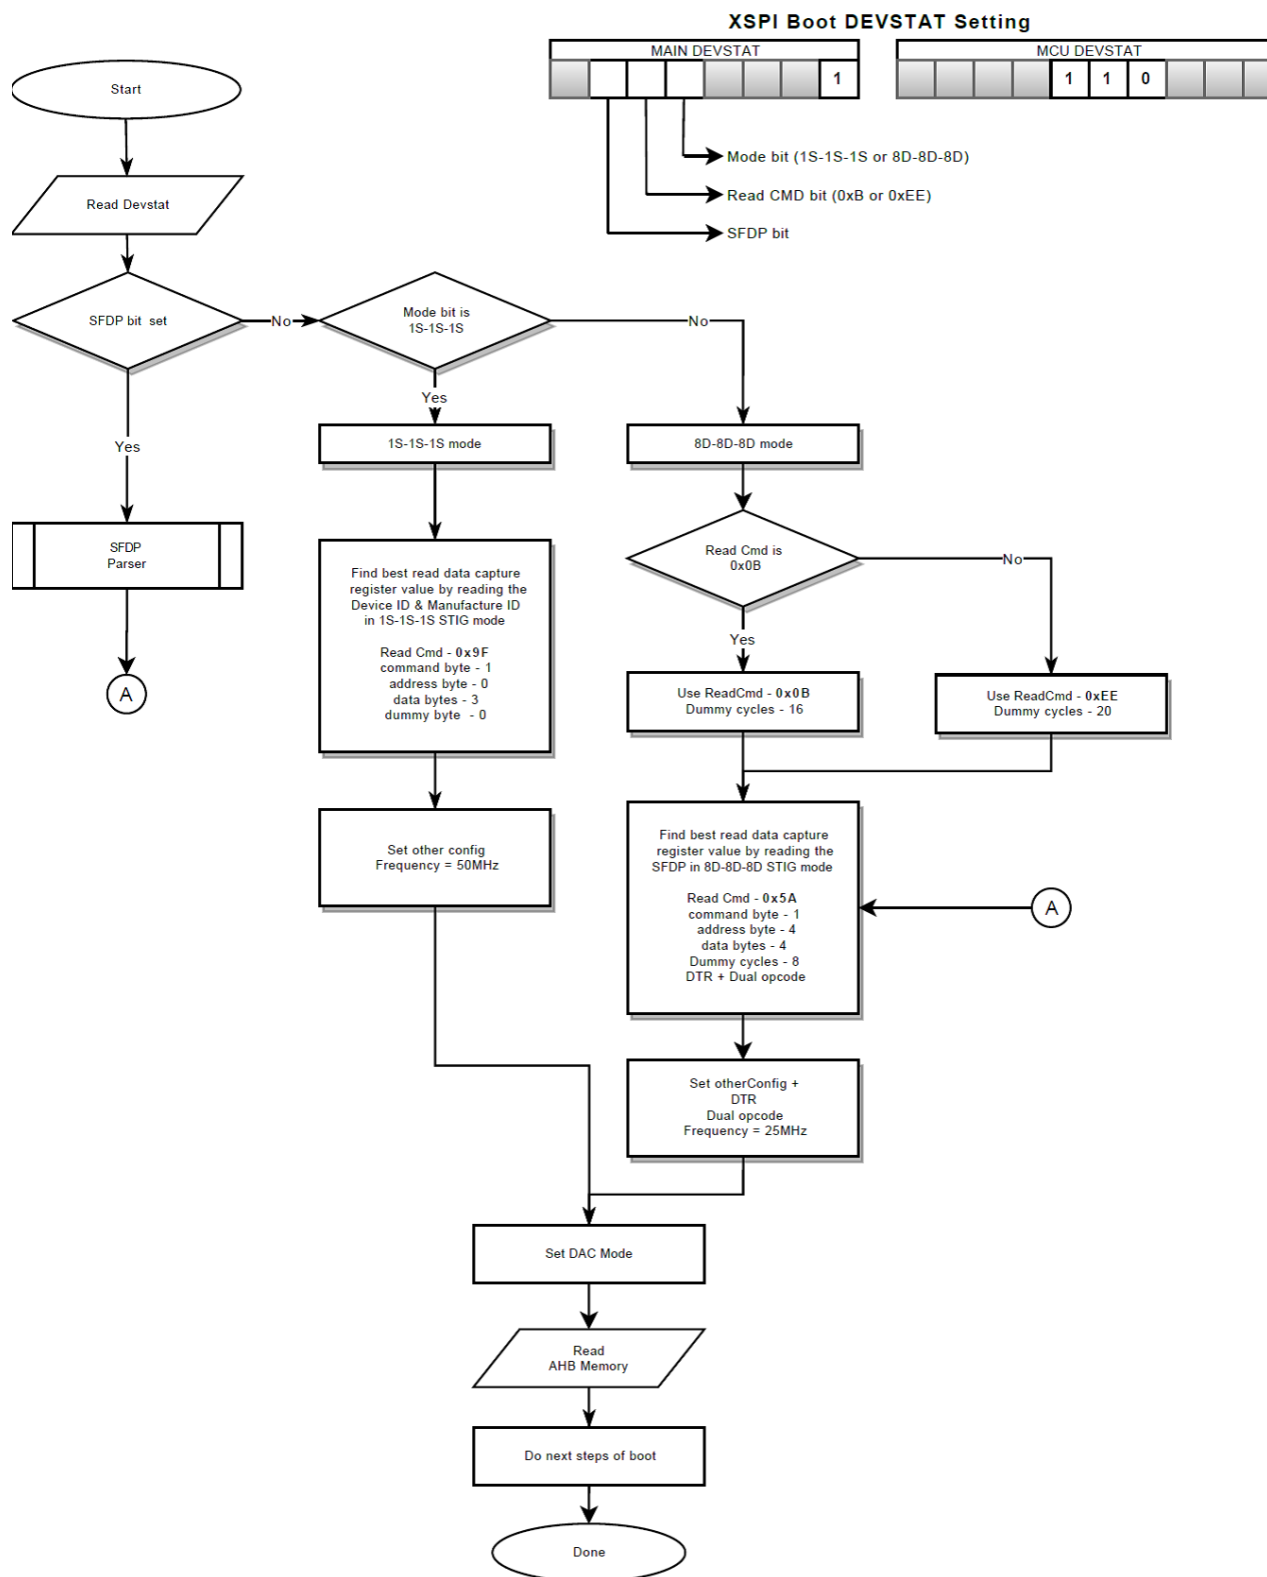 XSPI Boot DEVSTAT Setting
MAIN DEVSTAT
MCU DEVSTAT
1
1 1 0
Mode bit (1S-1S-1S or 8D-8D-8D)
Read CMD bit (0xB or 0xEE)
SFDP bit
Start
Read Devstat
SFDP bit set
No
Mode bit is
1S-1S-1S
No
Yes
Yes
1S-1S-1S mode
8D-8D-8D mode
SFDP
Parser
A
Find best read data capture
register value by reading the
Device ID & Manufacture ID
in 1S-1S-1S STIG mode
Read Cmd - 0x9F
command byte - 1
address byte - 0
data bytes - 3
dummy byte - 0
Read Cmd is
0x0B
No
Yes
Use ReadCmd - 0x0B
Dummy cycles - 16
Use ReadCmd - 0xEE
Dummy cycles - 20
Set other config
Frequency = 50MHz
Find best read data capture
register value by reading the
SFDP in 8D-8D-8D STIG mode
Read Cmd - 0x5A
command byte - 1
address byte - 4
data bytes - 4
Dummy cycles - 8
DTR + Dual opcode
A
Set otherConfig +
DTR
Dual opcode
Frequency = 25MHz
Set DAC Mode
Read
AHB Memory
Do next steps of boot
Done